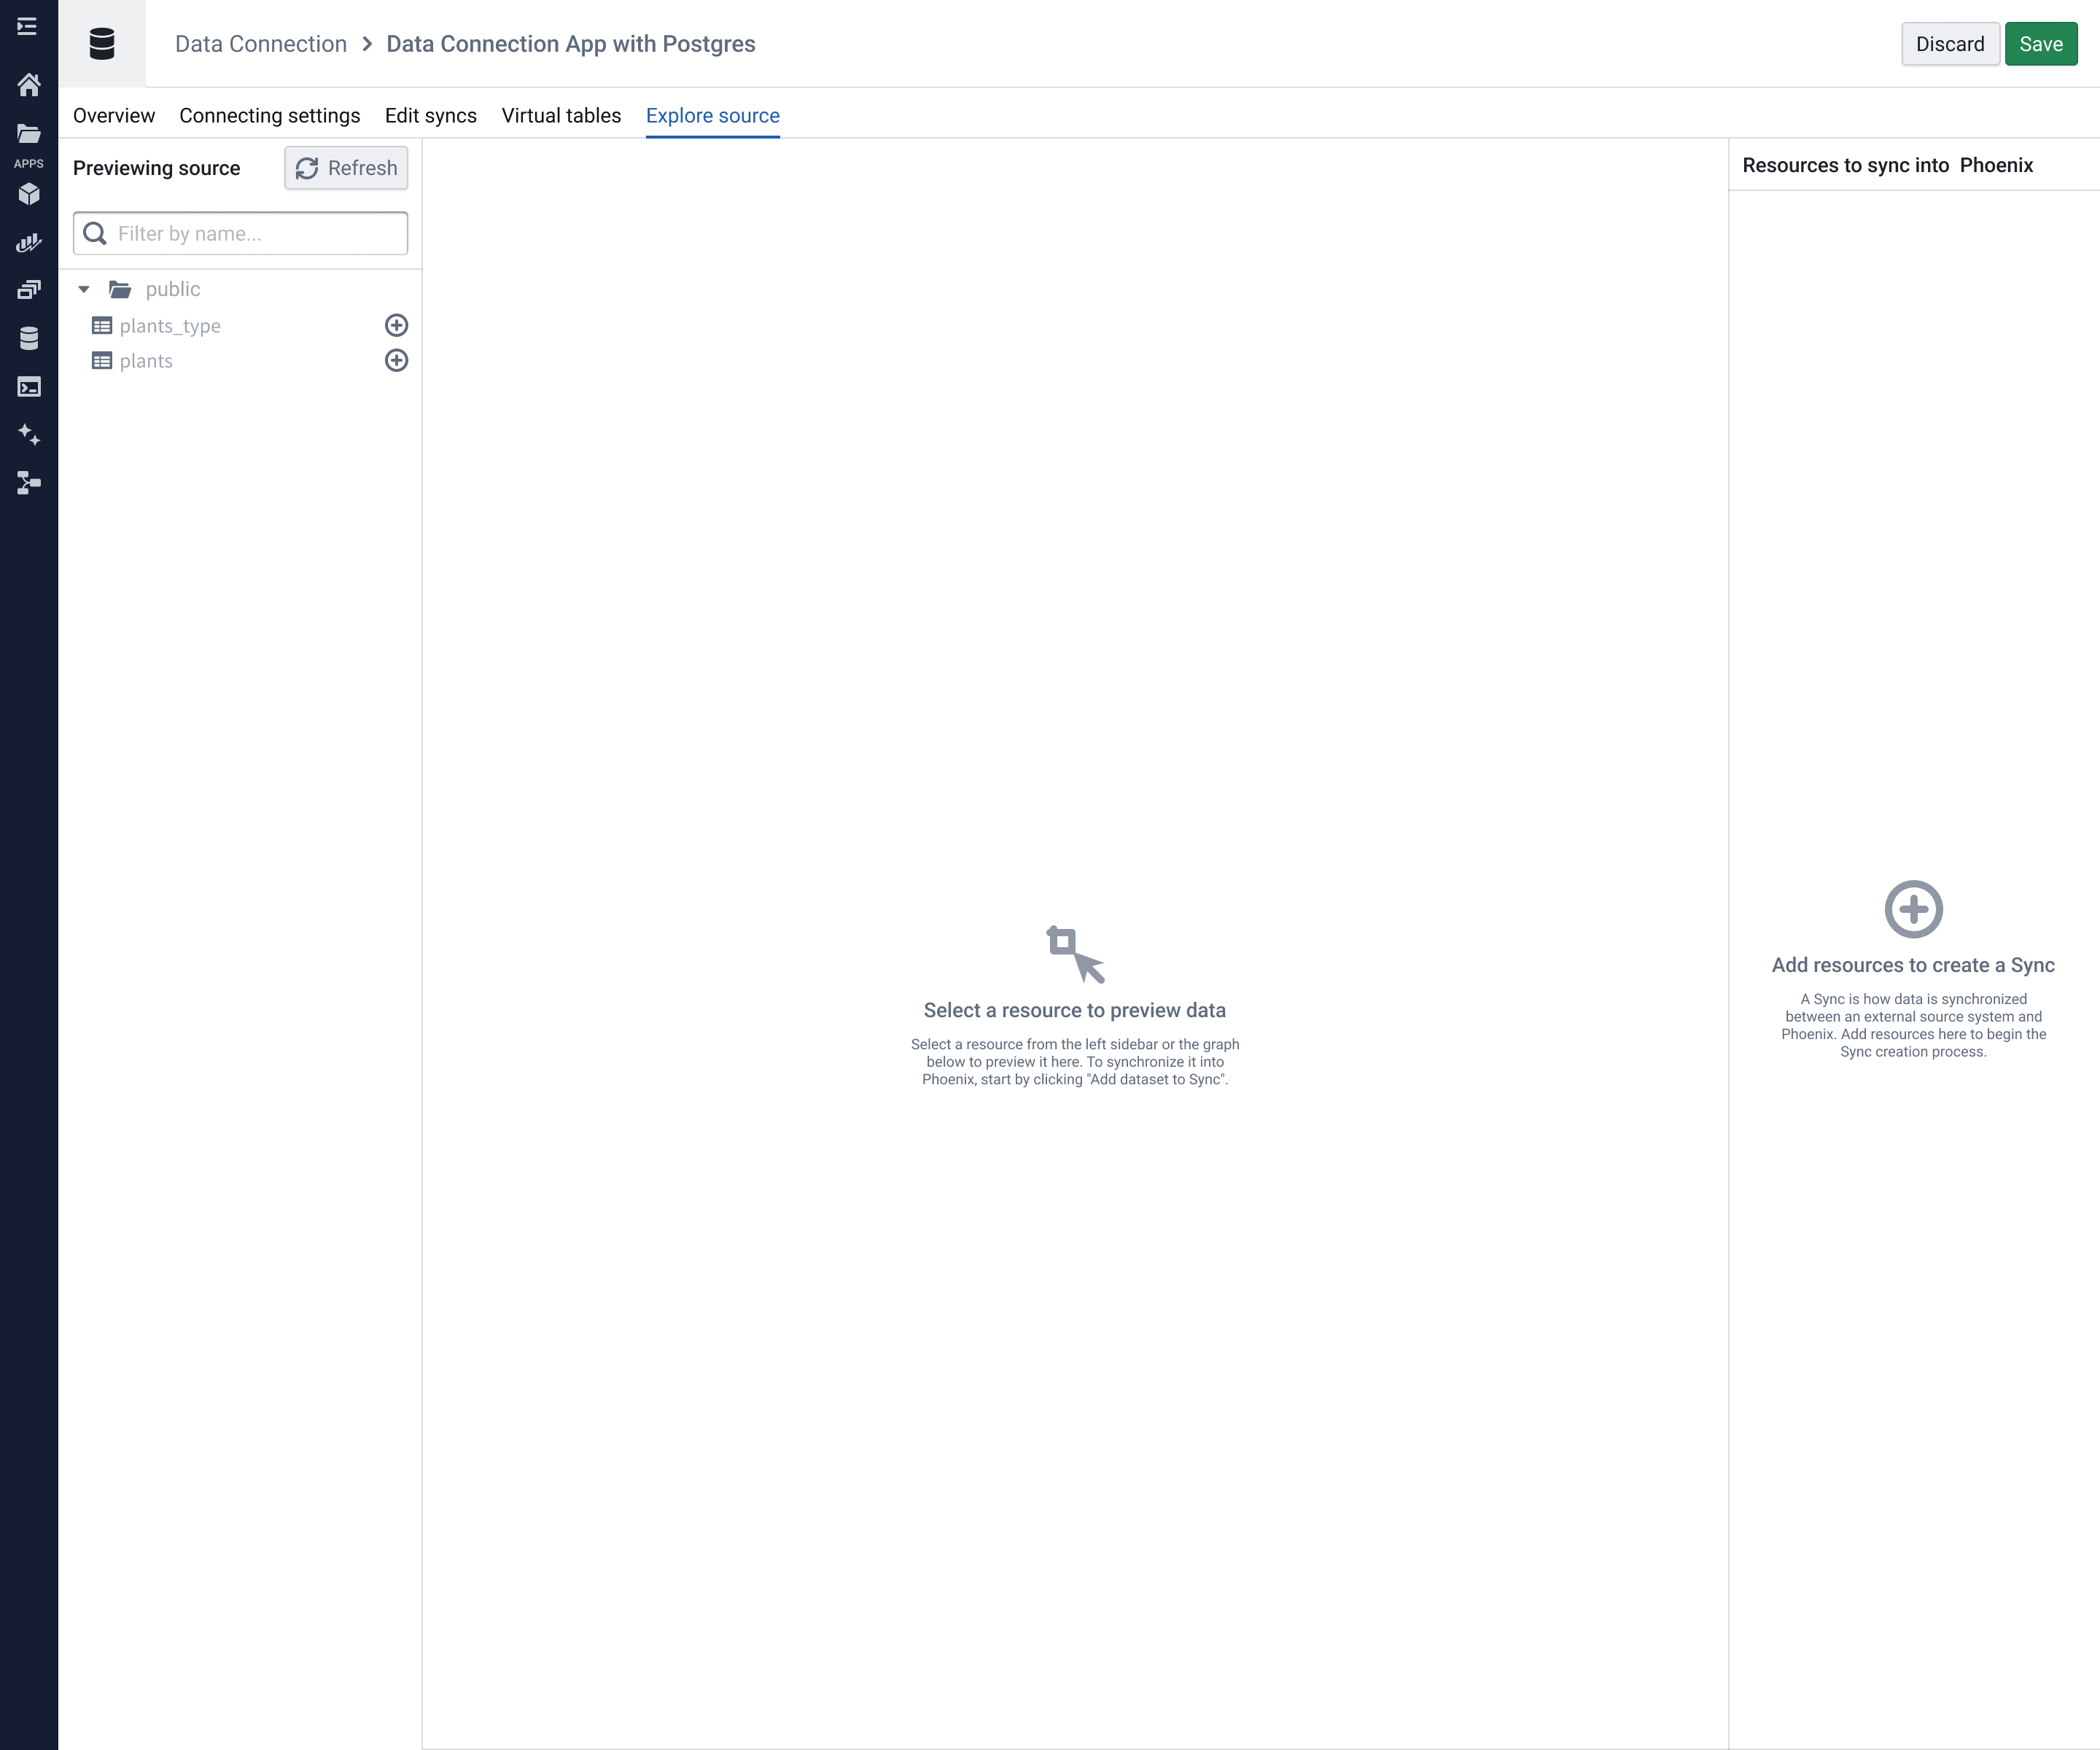 Data Connection > Data Connection App with Postgres
Discard
Save
Overview
Connecting settings
Edit syncs
Virtual tables
Explore source
APPS
Previewing source
Refresh
Filter by name...
public
plants_type
plants
Select a resource to preview data
Select a resource from the left sidebar or the graph
below to preview it here. To synchronize it into
Phoenix, start by clicking "Add dataset to Sync".
Resources to sync into Phoenix
Add resources to create a Sync
A Sync is how data is synchronized
between an external source system and
Phoenix. Add resources here to begin the
Sync creation process.